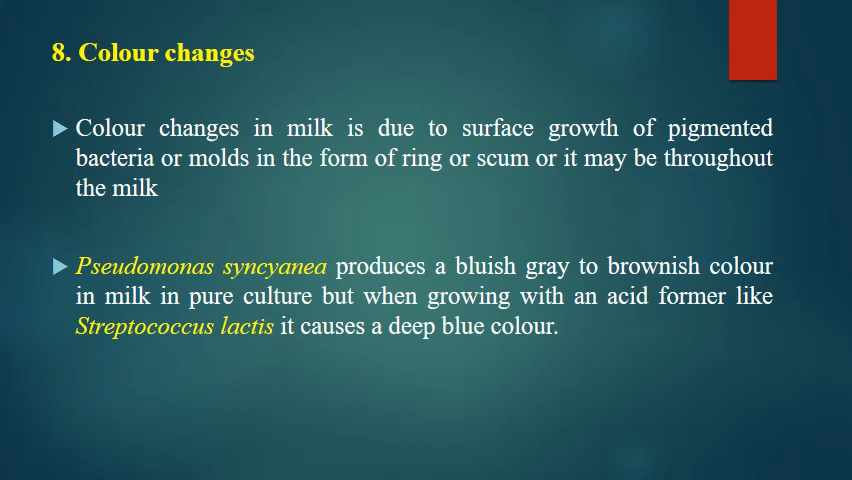 8. Colour changes
Colour changes in milk is due to surface growth of pigmented
bacteria or molds in the form of ring or scum or it may be throughout
the milk
Pseudomonas syncyanea produces a bluish gray to brownish colour
in milk in pure culture but when growing with an acid former like
Streptococcus lactis it causes a deep blue colour.